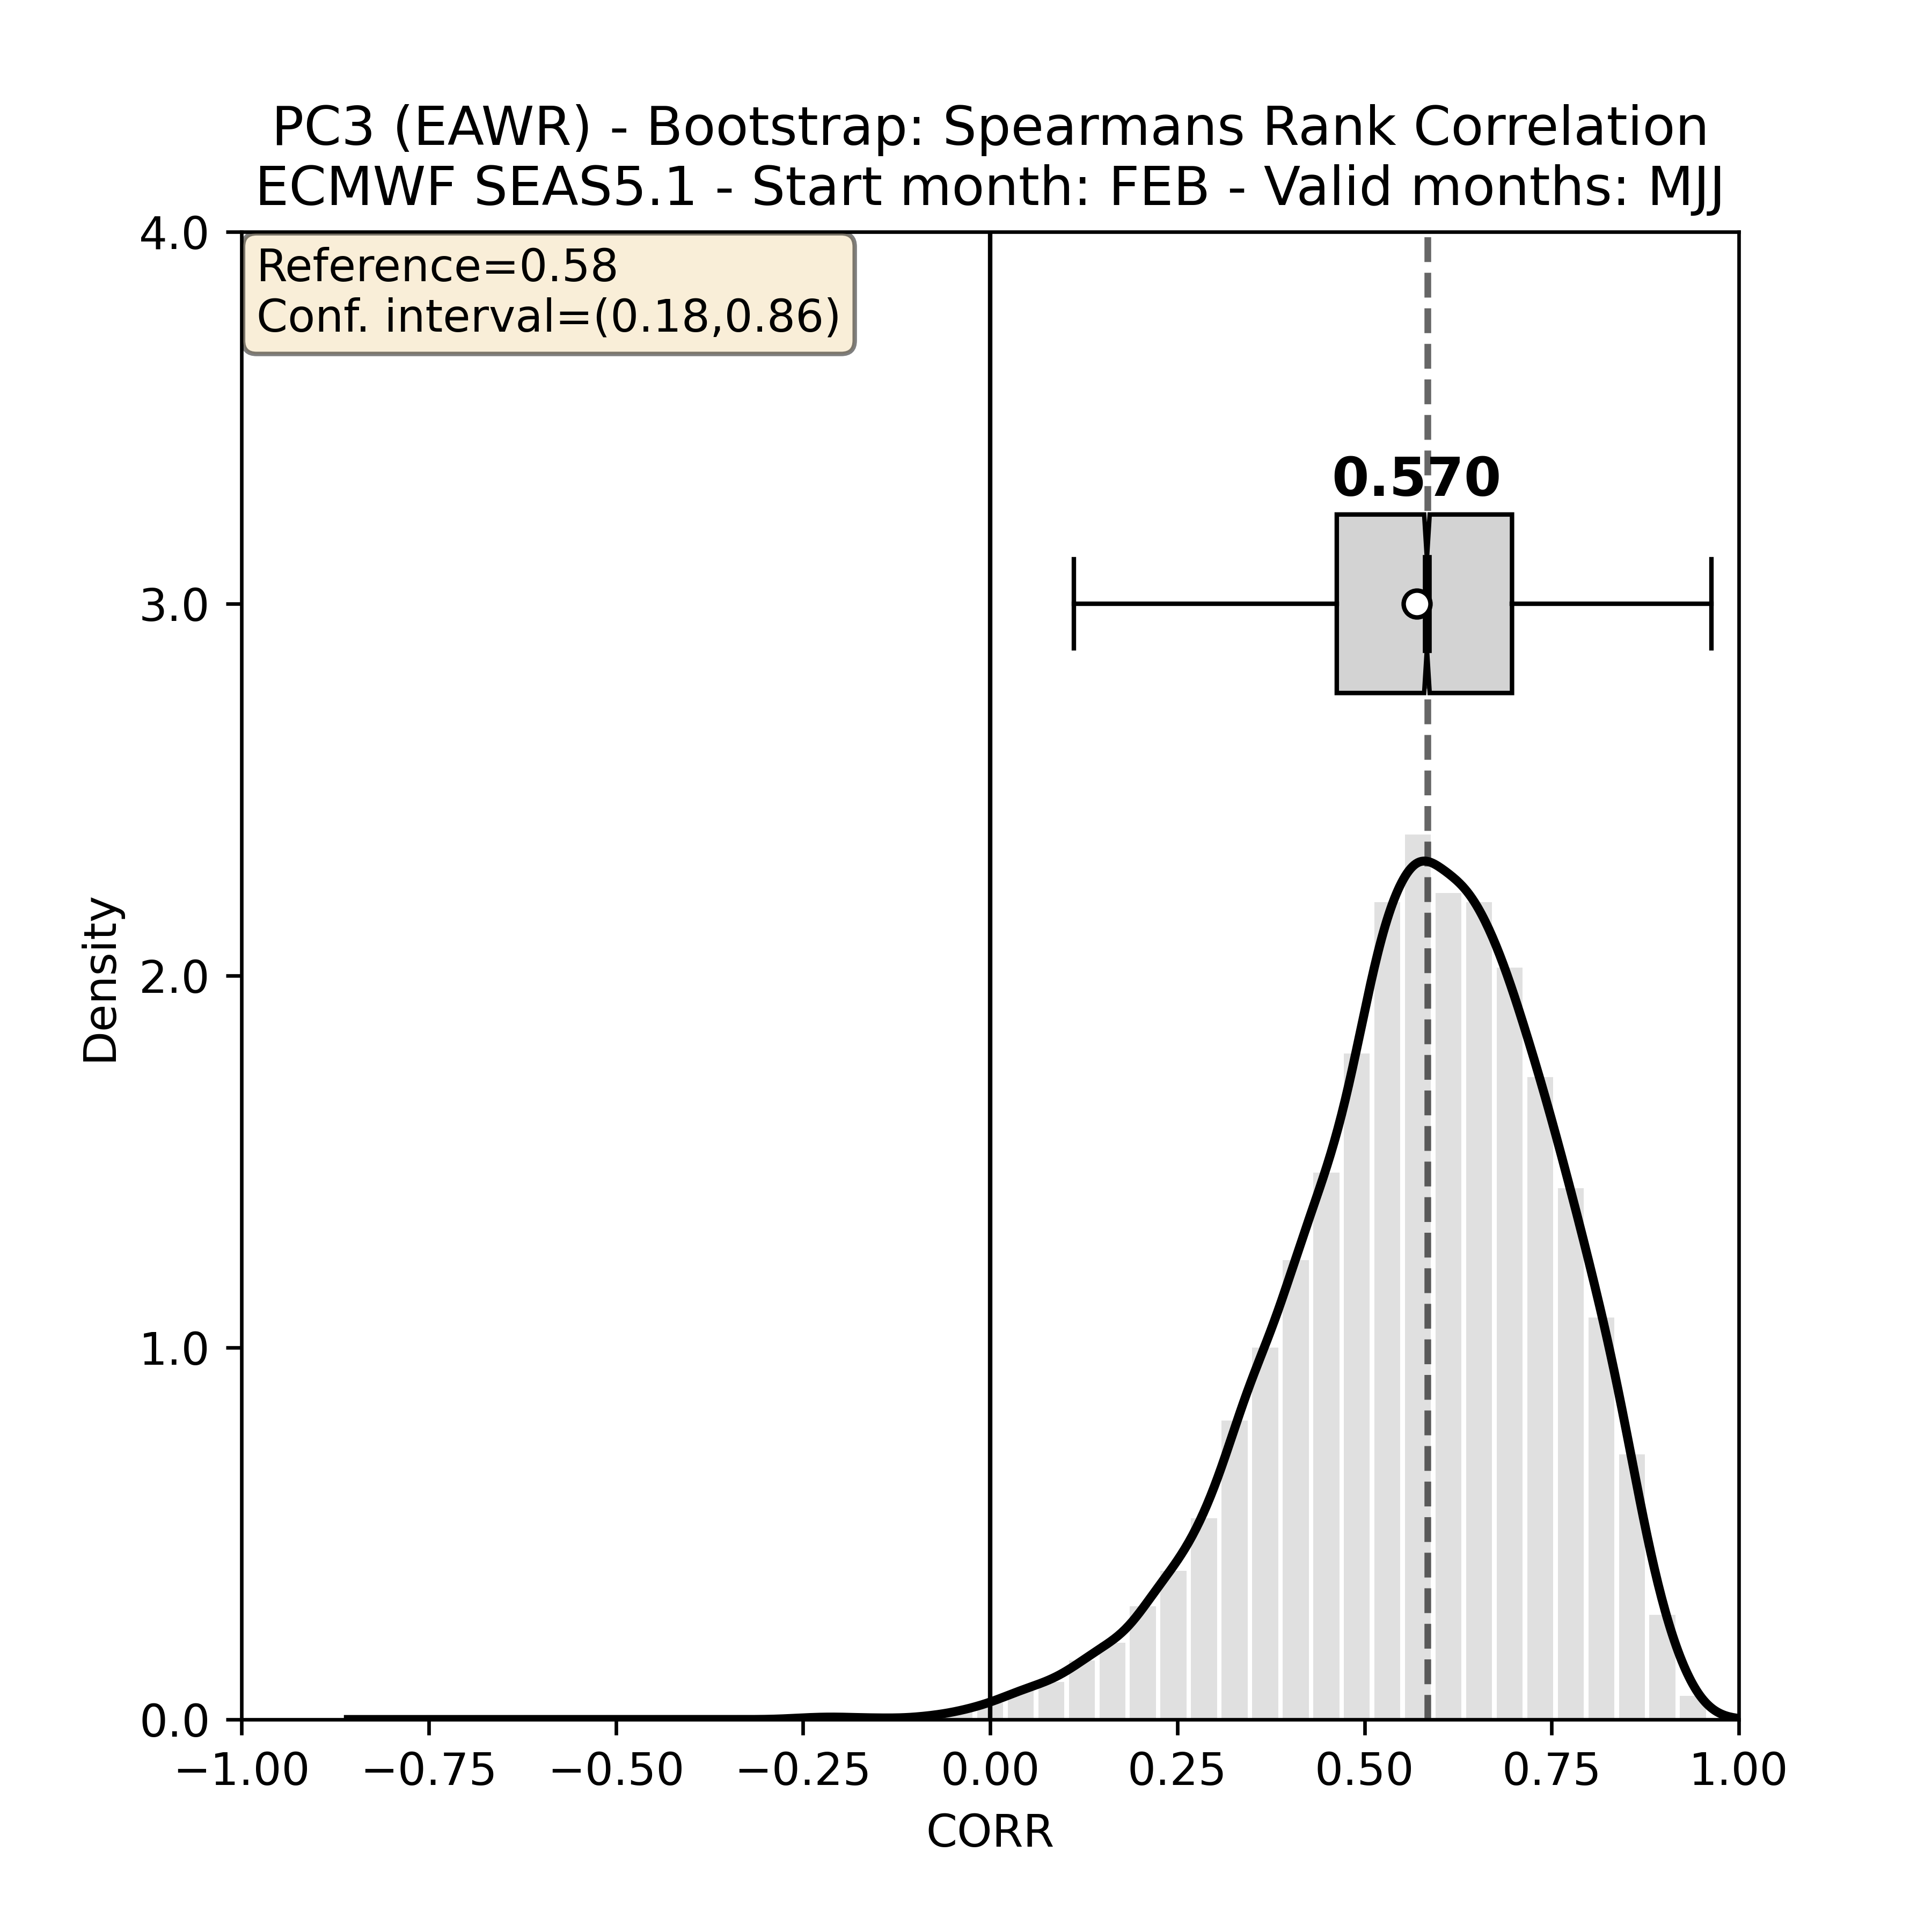 PC3 (EAWR) - Bootstrap: Spearmans Rank Correlation
ECMWF SEAS5.1 - Start month: FEB - Valid months: MJJ
Reference=0.58
Conf. interval=(0.18,0.86)
0.570
4.0
3.0
2.0
1.0
0.0
Density
−1.00 −0.75 −0.50 −0.25 0.00 0.25 0.50 0.75 1.00
CORR